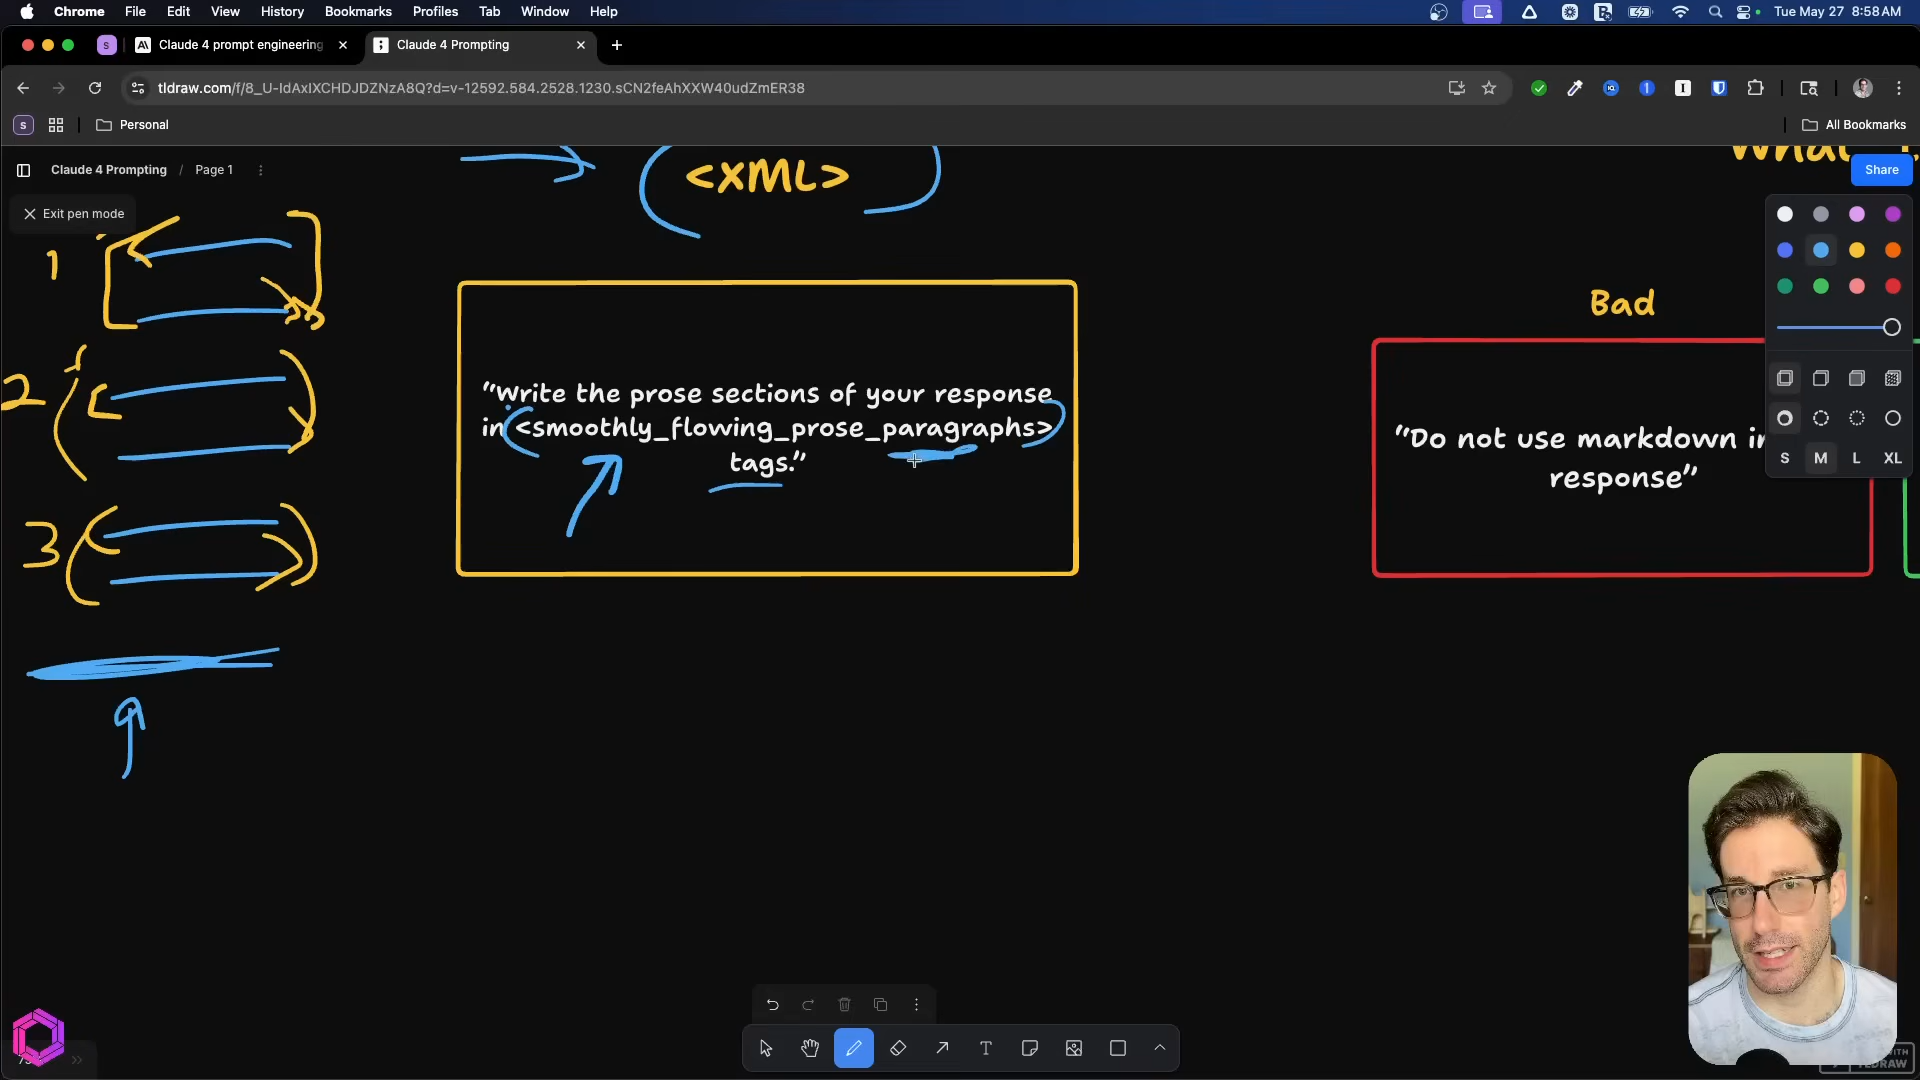 Chrome File Edit View History Bookmarks Profiles Tab Window Help
Tue May 27 8:58 AM
S Claude 4 prompt engineering
Claude 4 Prompting
tldraw.com/f/8_U-IdAxIXCHDJDZNzA8Q?d=v-12592.584.2528.1230.sCN2feAhXXW40udZmER38
S Personal
All Bookmarks
Claude 4 Prompting / Page 1
Share
Exit pen mode
<XML>
What
1
2
3
"Write the prose sections of your response
in <smoothly_flowing_prose_paragraphs>
tags."
Bad
"Do not use markdown in
response"
S M L XL